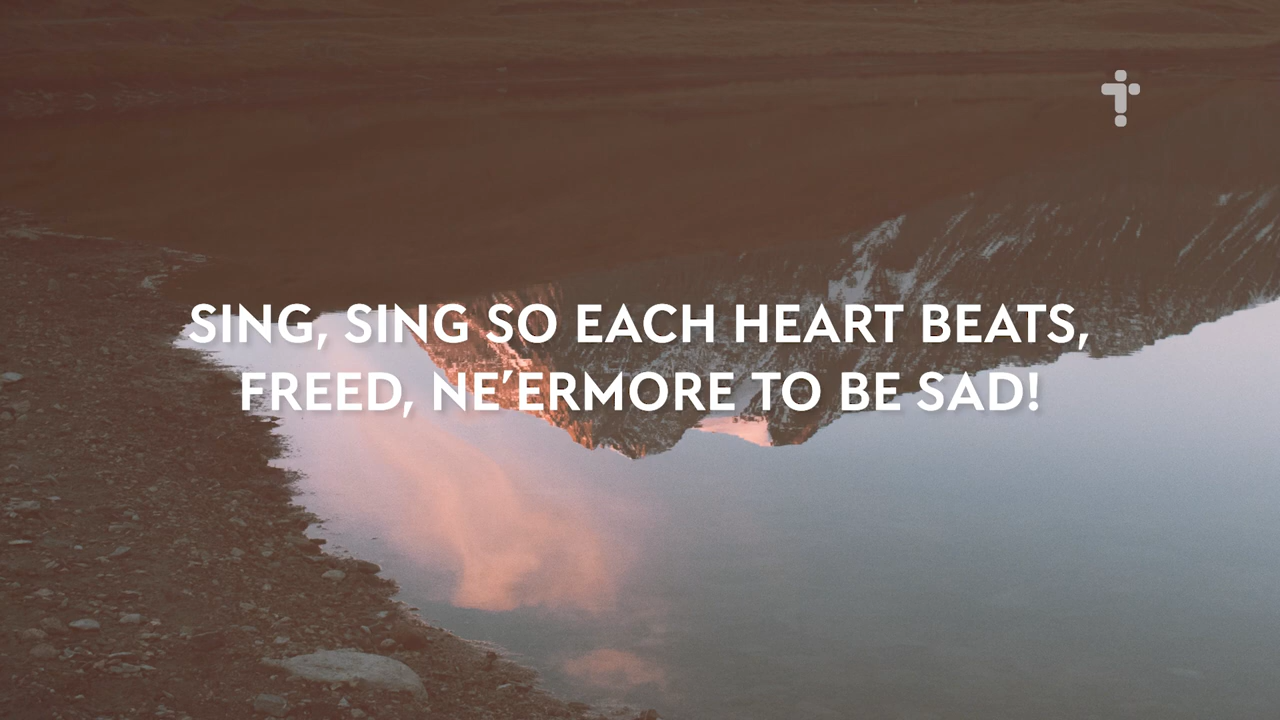 SING, SING SO EACH HEART BEATS,
FREED, NE'ERMORE TO BE SAD!